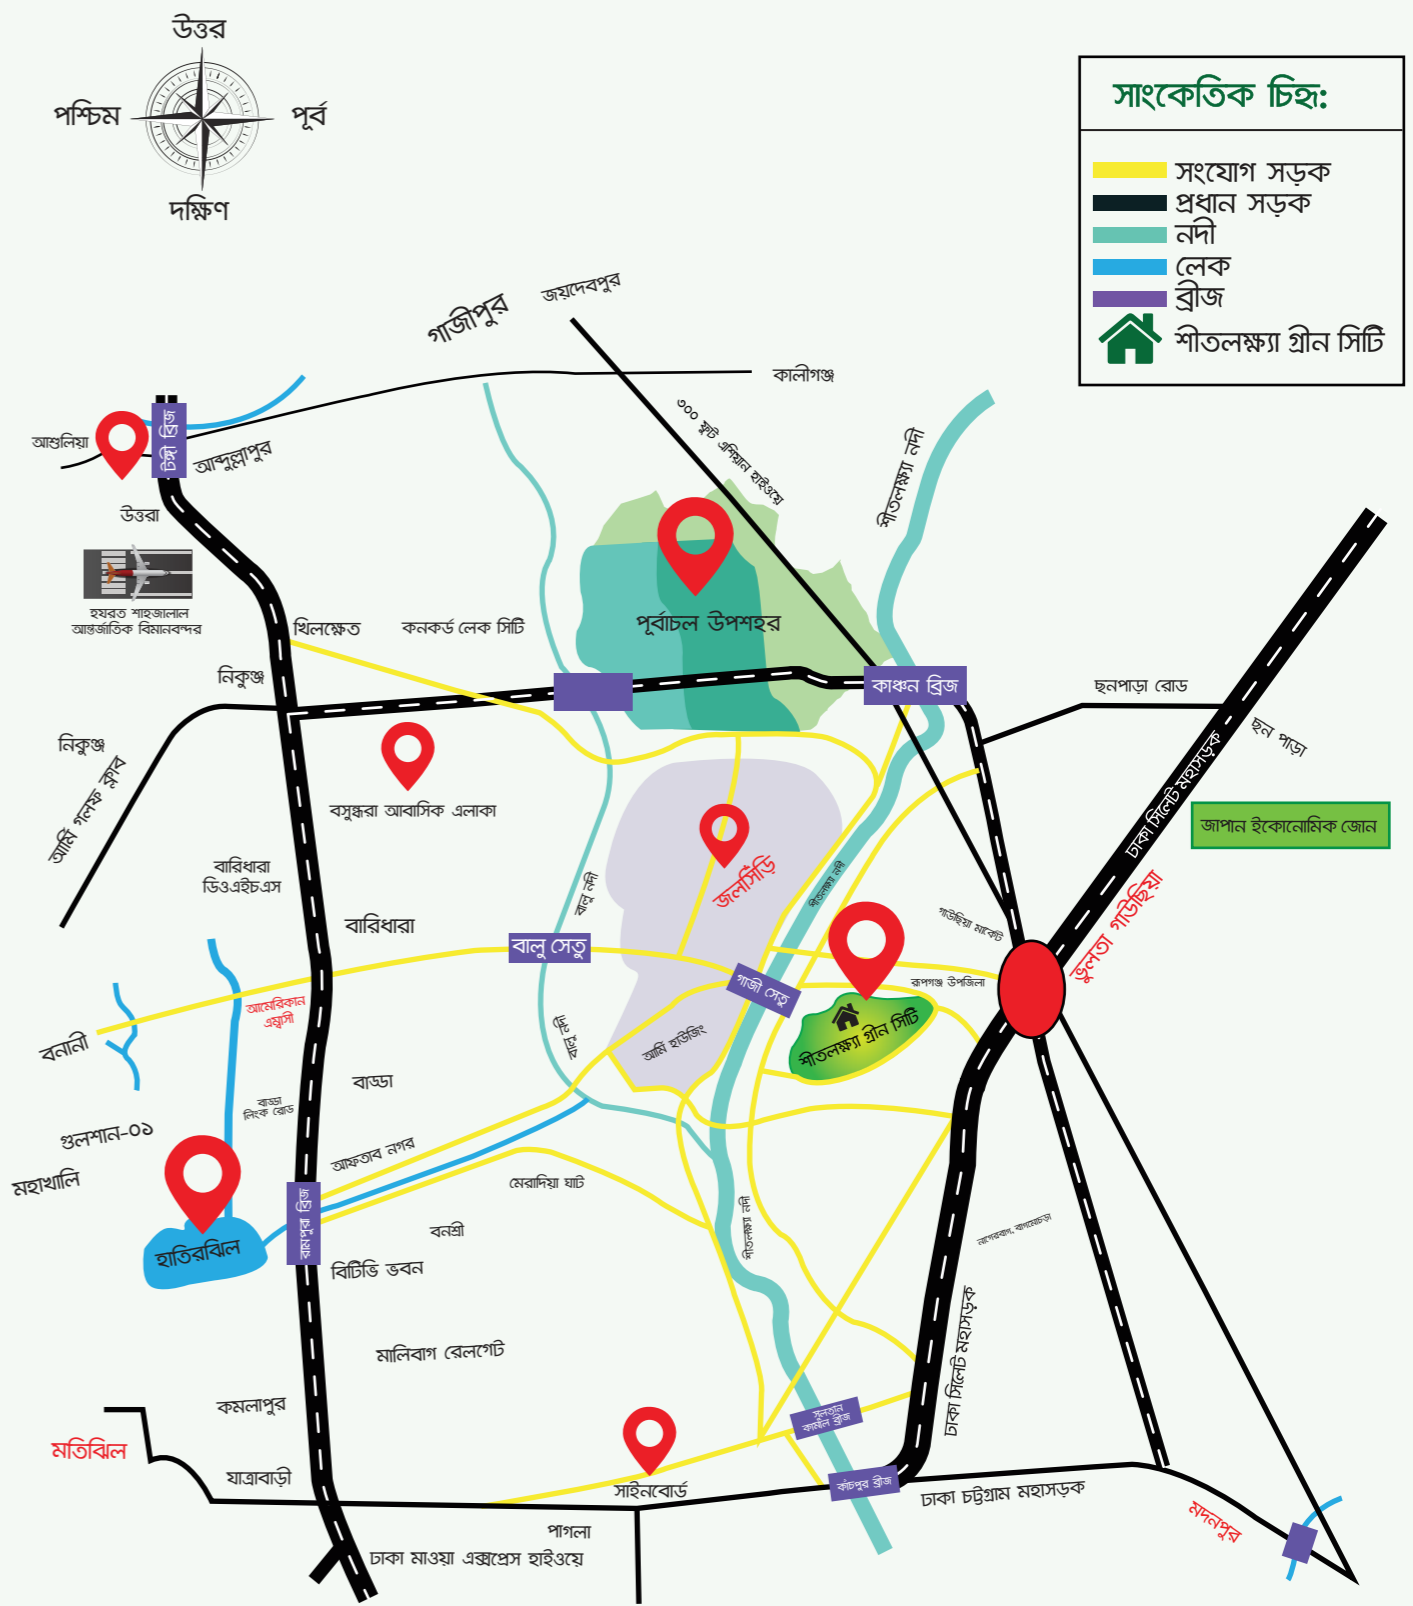 উত্তর
পশ্চিম
পূর্ব
দক্ষিণ
সাংকেতিক চিহ্ন:
সংযোগ সড়ক
প্রধান সড়ক
নদী
লেক
ব্রীজ
শীতলক্ষ্যা গ্রীন সিটি
গাজীপুর
জয়দেবপুর
কালীগঞ্জ
৩০০ ফুট এশিয়ান হাইওয়ে
শীতলক্ষ্যা নদী
আশুলিয়া
টঙ্গী ব্রিজ
আব্দুল্লাপুর
উত্তরা
হযরত শাহজালাল
আন্তর্জাতিক বিমানবন্দর
খিলক্ষেত
কনকর্ড লেক সিটি
পূর্বাচল উপশহর
নিকুঞ্জ
কাঞ্চন ব্রিজ
ছনপাড়া রোড
ছন পাড়া
নিকুঞ্জ
আর্মি গলফ ক্লাব
বসুন্ধরা আবাসিক এলাকা
ঢাকা সিলেট মহাসড়ক
জাপান ইকোনোমিক জোন
বারিধারা
ডিওএইচএস
জলসিঁড়ি
বালু নদী
শীতলক্ষ্যা নদী
বারিধারা
বালু সেতু
গাউছিয়া মার্কেট
ভুলতা গাউছিয়া
গাজী সেতু
রূপগঞ্জ উপজিলা
আমেরিকান
এম্বাসী
বনানী
বালু নদী
আর্মি হাউজিং
শীতলক্ষ্যা গ্রীন সিটি
বাড্ডা
বাড্ডা
লিংক রোড
গুলশান-০১
আফতাব নগর
মহাখালি
মেরাদিয়া ঘাট
রামপুরা ব্রিজ
হাতিরঝিল
বনশ্রী
শীতলক্ষ্যা নদী
বিটিভি ভবন
মালিবাগ রেলগেট
ঢাকা সিলেট মহাসড়ক
কমলাপুর
সুলতান
কামাল ব্রীজ
মতিঝিল
যাত্রাবাড়ী
সাইনবোর্ড
কাঁচপুর ব্রীজ
ঢাকা চট্টগ্রাম মহাসড়ক
মদনপুর
পাগলা
ঢাকা মাওয়া এক্সপ্রেস হাইওয়ে